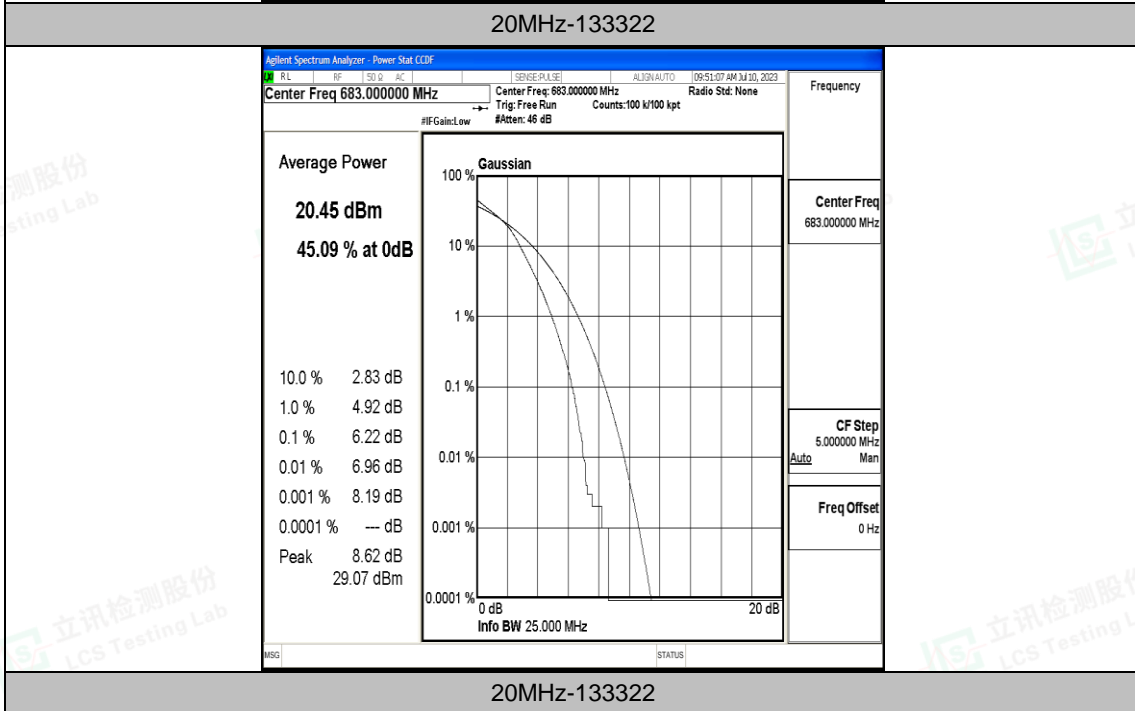 20MHz-133322
Agilent Spectrum Analyzer - Power Stat CCDF
RL RF 50 Ω AC SENSE:PULSE ALIGN AUTO 09:51:07 AM Jul 10, 2023
Center Freq 683.000000 MHz
Center Freq: 683.000000 MHz Radio Std: None
Trig: Free Run Counts:100 k/100 kpt
#IFGain:Low #Atten: 46 dB
Frequency
Average Power
20.45 dBm
45.09 % at 0dB
10.0 % 2.83 dB
1.0 % 4.92 dB
0.1 % 6.22 dB
0.01 % 6.96 dB
0.001 % 8.19 dB
0.0001 % --- dB
Peak 8.62 dB
29.07 dBm
Gaussian
100 %
10 %
1 %
0.1 %
0.01 %
0.001 %
0.0001 %
0 dB 20 dB
Info BW 25.000 MHz
Center Freq
683.000000 MHz
CF Step
5.000000 MHz
Auto Man
Freq Offset
0 Hz
MSG STATUS
20MHz-133322
立讯检测股份
LCS Testing Lab
立讯检测股份